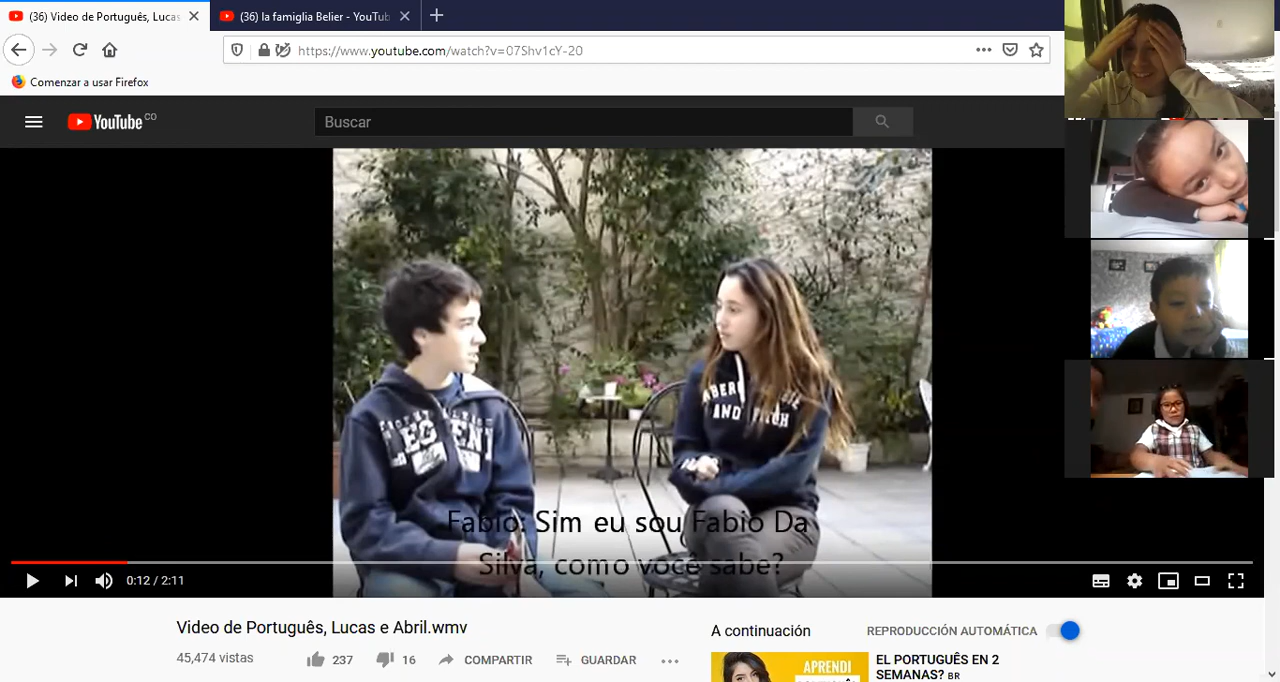 (36) Video de Português, Lucas
(36) la famiglia Belier - YouTub
https://www.youtube.com/watch?v=07Shv1cY-20
Comenzar a usar Firefox
YouTube CO
Buscar
AND FITCH
Fabio: Sim eu sou Fabio Da
Silva, como você sabe?
0:12 / 2:11
Video de Português, Lucas e Abril.wmv
45,474 vistas
237
16
COMPARTIR
GUARDAR
A continuación
REPRODUCCIÓN AUTOMÁTICA
APRENDI
EL PORTUGUÉS EN 2
SEMANAS? BR